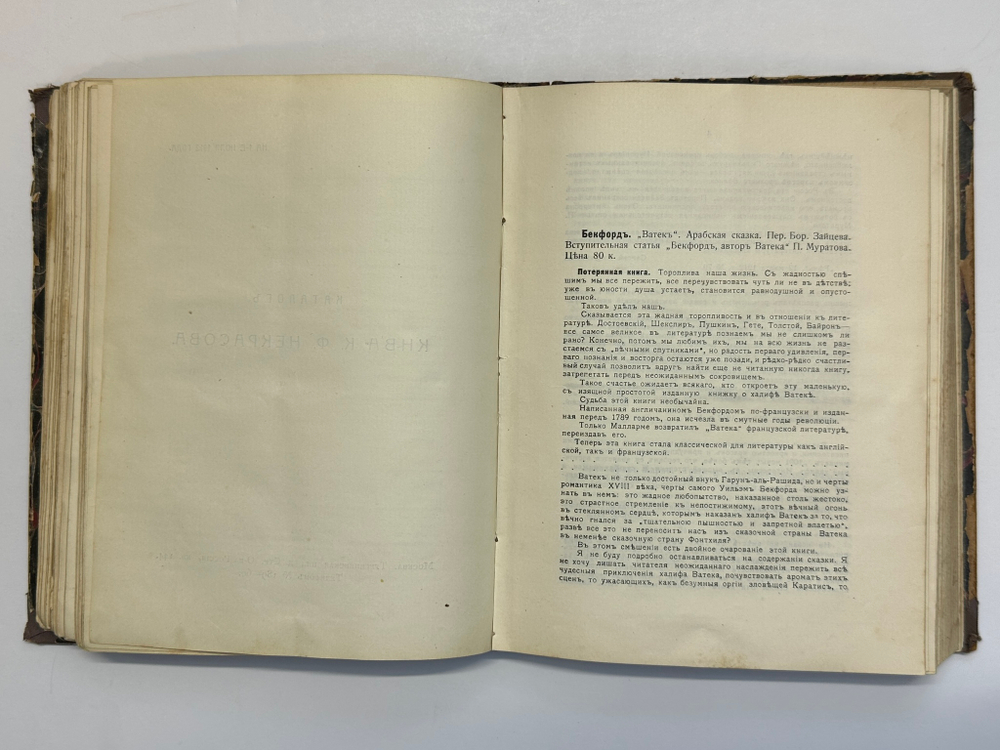 КАТАЛОГЪ
КН-ВА К. Ф. НЕКРАСОВА.
Бекфордъ. „Ватекъ“. Арабская сказка. Пер. Бор. Зайцева.
Вступительная статья „Бекфордъ, авторъ Ватека“ П. Муратова.
Цѣна 80 к.
Потерянная книга. Тороплива наша жизнь. Съ жадностью спѣ-
шимъ мы все пережить, все перечувствовать чуть ли не въ дѣтствѣ;
уже въ юности душа устаетъ, становится равнодушной и опусто-
шенной.
Таковъ удѣлъ нашъ.
Сказывается эта жадная торопливость и въ отношеніи къ лите-
ратурѣ. Достоевскій, Шекспиръ, Пушкинъ, Гете, Толстой, Байронъ—
все самое великое въ литературѣ познаемъ мы не слишкомъ ли
рано? Конечно, потомъ мы любимъ ихъ, мы на всю жизнь не раз-
стаемся съ „вѣчными спутниками“, но радость перваго удивленія, пер-
ваго познанія и восторга остаются уже позади, и рѣдко-рѣдко счастли-
вый случай позволитъ вдругъ найти еще не читанную никогда книгу,
затрепетать передъ неожиданнымъ сокровищемъ.
Такое счастье ожидаетъ всякаго, кто откроетъ эту маленькую,
съ изящной простотой изданную книжку о халифѣ Ватекѣ.
Судьба этой книги необычайна.
Написанная англичаниномъ Бекфордомъ по-французски и издан-
ная передъ 1789 годомъ, она исчезла въ смутные годы революціи.
Только Малларме возвратилъ „Ватека“ французской литературѣ,
переиздавъ его.
Теперь эта книга стала классической для литературы какъ англій-
ской, такъ и французской.
Ватекъ не только достойный внукъ Гарунъ-аль-Рашида, но и черты
романтика XVIII вѣка, черты самого Уильэма Бекфорда можно уз-
нать въ немъ: это жадное любопытство, наказанное столь жестоко,
это страстное стремленіе къ непостижимому, этотъ вѣчный огонь
въ стеклянномъ сердцѣ, которымъ наказанъ халифъ Ватекъ за то, что
вѣчно гнался за „тщательною пышностью и запретной властью“,
развѣ все это не переноситъ насъ изъ сказочной страны Ватека
въ неменѣе сказочную страну Фонтхиля?
Въ этомъ смѣшеніи есть двойное очарованіе этой книги.
Я не буду подробно останавливаться на содержаніи сказки. Я
не хочу лишать читателя неожиданнаго наслажденія пережить всѣ
чудесныя приключенія халифа Ватека, почувствовать ароматъ этихъ
сценъ, то ужасающихъ, какъ безумныя оргіи зловѣщей Каратисъ, то